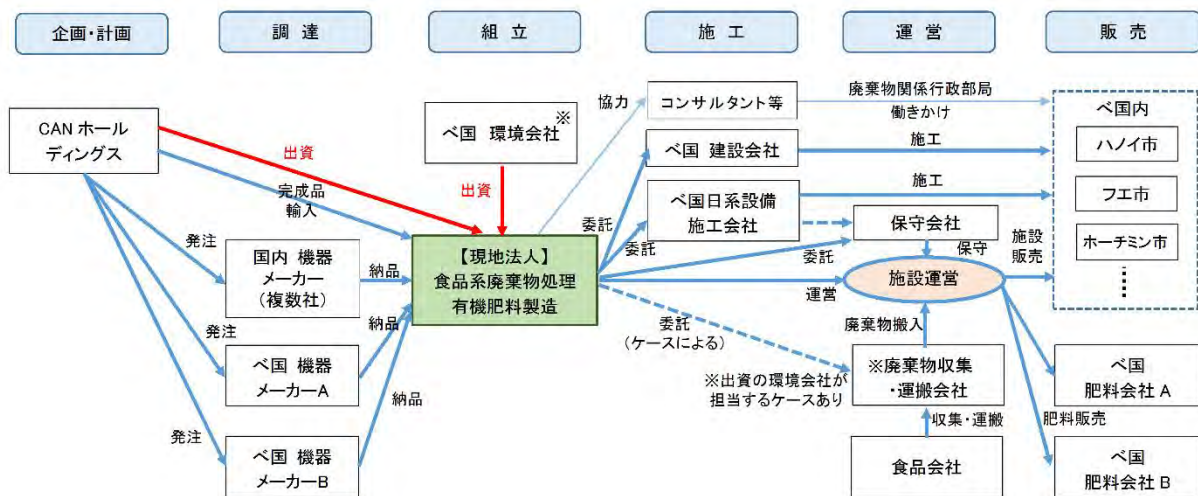 企画・計画
調 達
組 立
施 工
運 営
販 売
CAN ホール
ディングス
出資
完成品
輸入
発注
発注
発注
国内 機器
メーカー
(複数社)
納品
ベ国 機器
メーカーA
納品
ベ国 機器
メーカーB
納品
ベ国 環境会社
※
出資
【現地法人】
食品系廃棄物処理
有機肥料製造
協力
コンサルタント等
廃棄物関係行政部局
働きかけ
ベ国 建設会社
施工
委託
ベ国日系設備
施工会社
施工
委託
保守会社
委託
保守
施設運営
運営
施設
販売
委託
(ケースによる)
廃棄物搬入
※廃棄物収集
・運搬会社
※出資の環境会社が
担当するケースあり
収集・運搬
食品会社
ベ国内
ハノイ市
フエ市
ホーチミン市
ベ国
肥料会社 A
肥料販売
ベ国
肥料会社 B